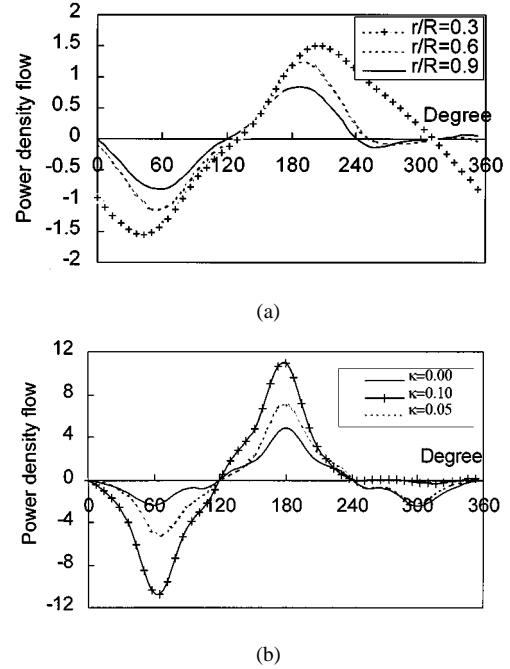 2
1.5
1
0.5
0
-0.5
-1
-1.5
-2
Power density flow
r/R=0.3
r/R=0.6
r/R=0.9
Degree
0 60 120 180 240 300 360
(a)
12
8
4
0
-4
-8
-12
Power density flow
κ=0.00
κ=0.10
κ=0.05
Degree
0 60 120 180 240 300 360
(b)